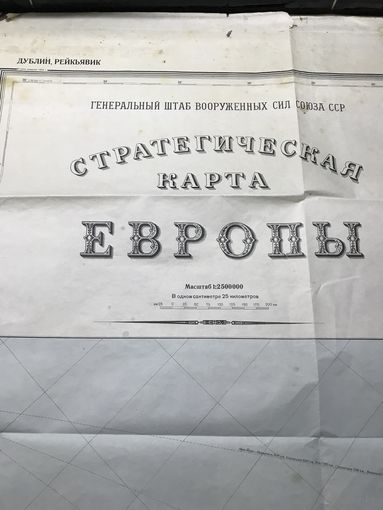 ДУБЛИН, РЕЙКЬЯВИК
ГЕНЕРАЛЬНЫЙ ШТАБ ВООРУЖЕННЫХ СИЛ СОЮЗА ССР
СТРАТЕГИЧЕСКАЯ
КАРТА
ЕВРОПЫ
Масштаб 1:2500000
В одном сантиметре 25 километров